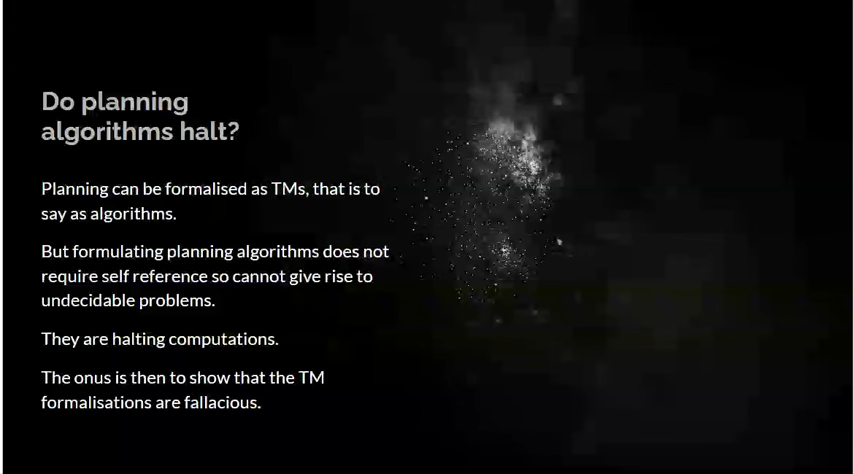 Do planning
algorithms halt?
Planning can be formalised as TMs, that is to
say as algorithms.
But formulating planning algorithms does not
require self reference so cannot give rise to
undecidable problems.
They are halting computations.
The onus is then to show that the TM
formalisations are fallacious.